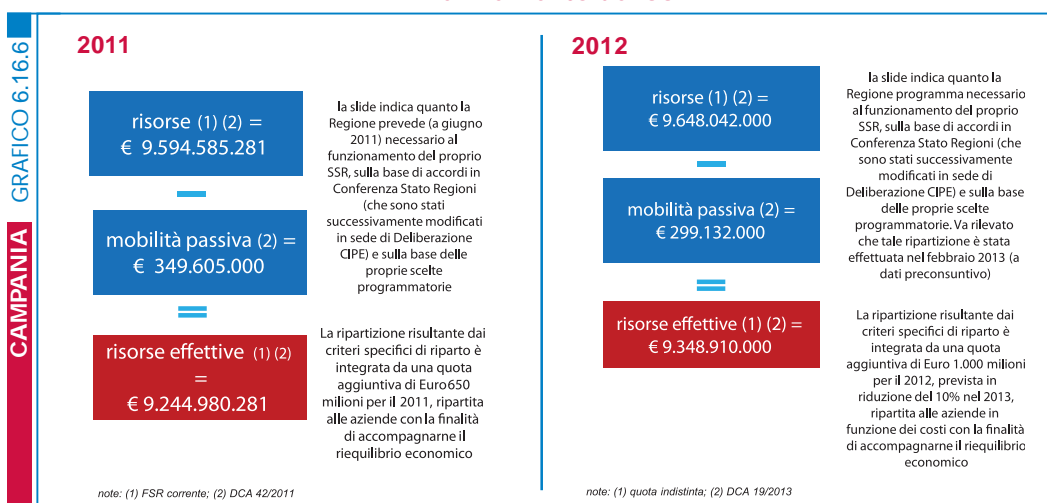 GRAFICO 6.16.6
CAMPANIA
2011
risorse (1) (2) =
€ 9.594.585.281
mobilità passiva (2) =
€ 349.605.000
risorse effettive (1) (2)
=
€ 9.244.980.281
la slide indica quanto la
Regione prevede (a giugno
2011) necessario al
funzionamento del proprio
SSR, sulla base di accordi in
Conferenza Stato Regioni
(che sono stati
successivamente modificati
in sede di Deliberazione
CIPE) e sulla base delle
proprie scelte
programmatorie
La ripartizione risultante dai
criteri specifici di riparto è
integrata da una quota
aggiuntiva di Euro650
milioni per il 2011, ripartita
alle aziende con la finalità
di accompagnarne il
riequilibrio economico
note: (1) FSR corrente; (2) DCA 42/2011
2012
risorse (1) (2) =
€ 9.648.042.000
mobilità passiva (2) =
€ 299.132.000
risorse effettive (1) (2) =
€ 9.348.910.000
la slide indica quanto la
Regione programma necessario
al funzionamento del proprio
SSR, sulla base di accordi in
Conferenza Stato Regioni (che
sono stati successivamente
modificati in sede di
Deliberazione CIPE) e sulla base
delle proprie scelte
programmatorie. Va rilevato
che tale ripartizione è stata
effettuata nel febbraio 2013 (a
dati preconsuntivo)
La ripartizione risultante dai
criteri specifici di riparto è
integrata da una quota
aggiuntiva di Euro 1.000 milioni
per il 2012, prevista in
riduzione del 10% nel 2013,
ripartita alle aziende in
funzione dei costi con la finalità
di accompagnarne il riequilibrio
economico
note: (1) quota indistinta; (2) DCA 19/2013